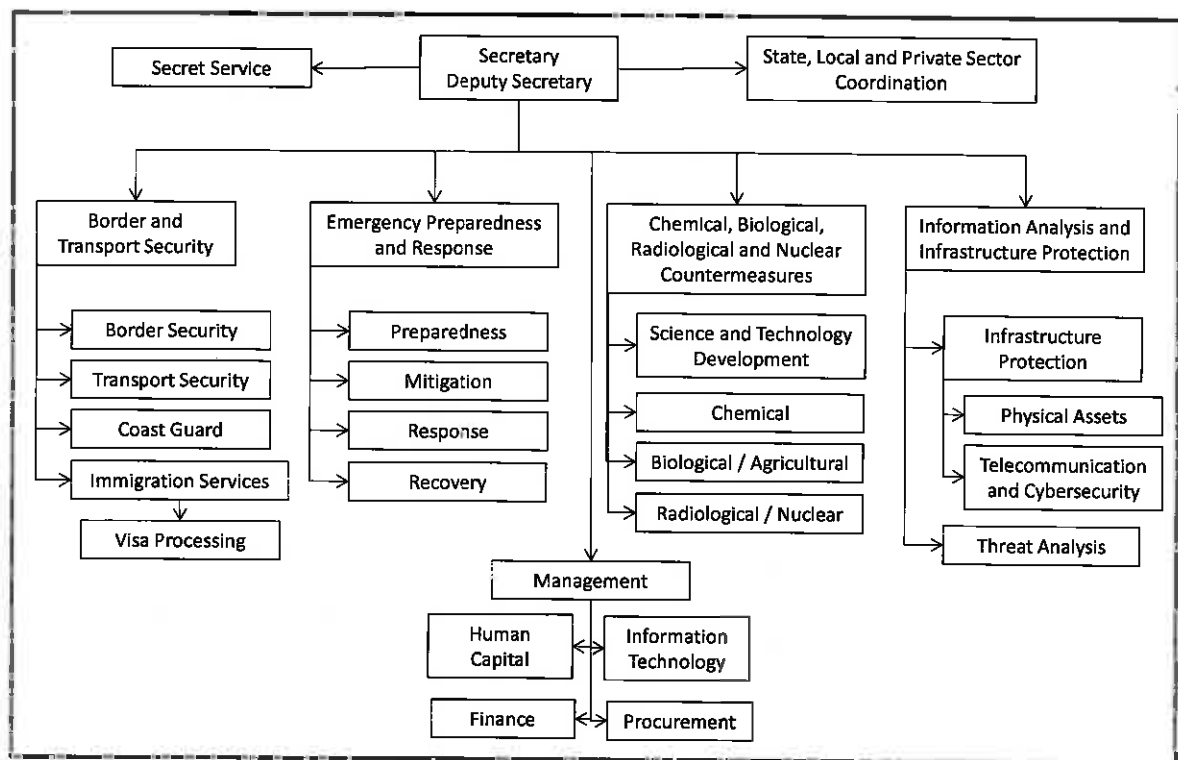 Secret Service
Secretary
Deputy Secretary
State, Local and Private Sector
Coordination
Border and
Transport Security
Border Security
Transport Security
Coast Guard
Immigration Services
Visa Processing
Emergency Preparedness
and Response
Preparedness
Mitigation
Response
Recovery
Chemical, Biological,
Radiological and Nuclear
Countermeasures
Science and Technology
Development
Chemical
Biological / Agricultural
Radiological / Nuclear
Information Analysis and
Infrastructure Protection
Infrastructure
Protection
Physical Assets
Telecommunication
and Cybersecurity
Threat Analysis
Management
Human
Capital
Information
Technology
Finance
Procurement